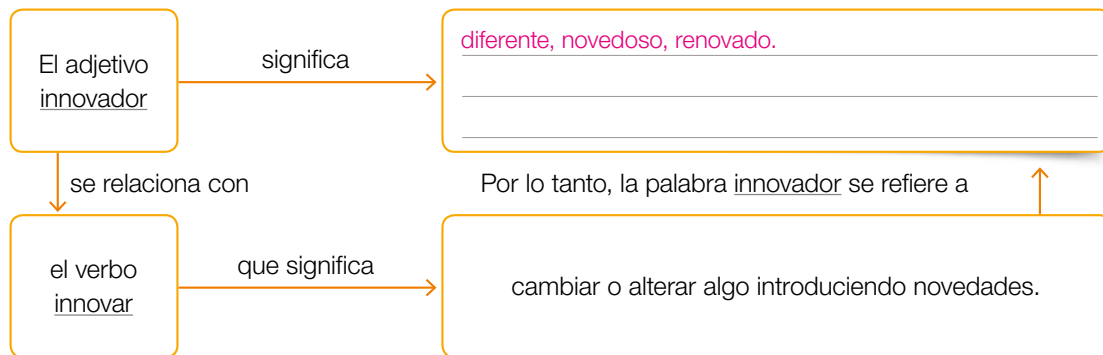 El adjetivo
innovador
significa
diferente, novedoso, renovado.
se relaciona con
Por lo tanto, la palabra innovador se refiere a
el verbo
innovar
que significa
cambiar o alterar algo introduciendo novedades.